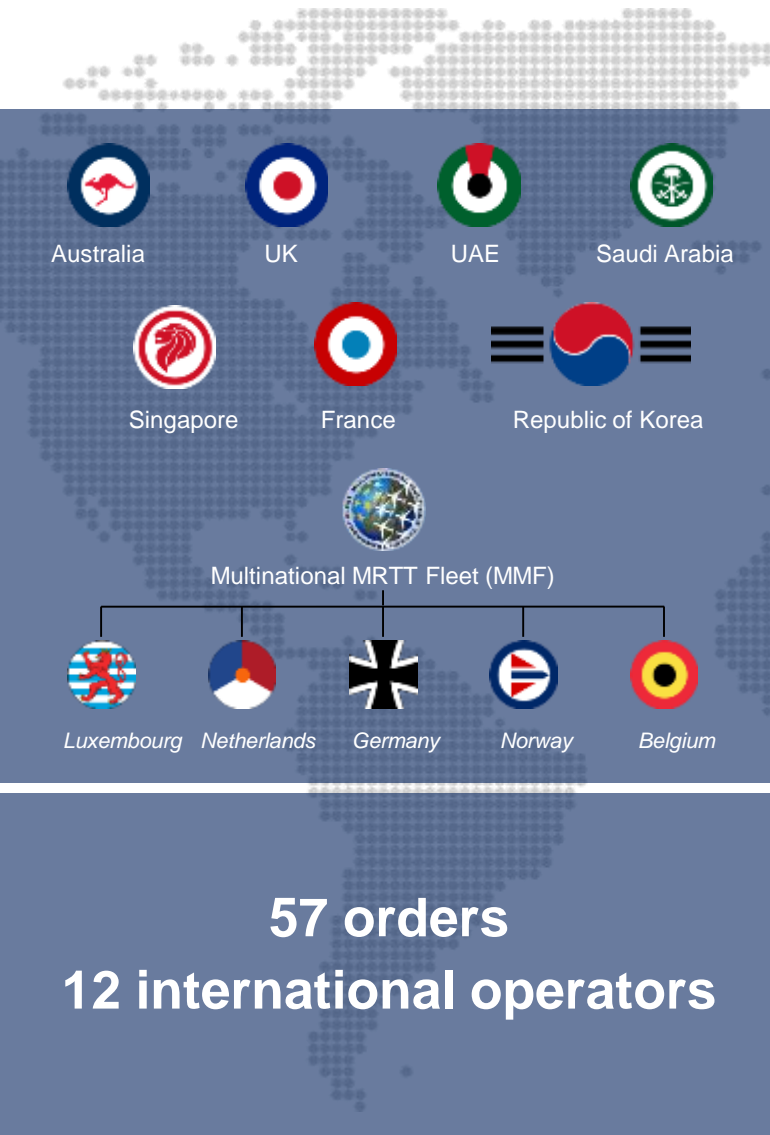 Australia UK UAE Saudi Arabia
Singapore France Republic of Korea
Multinational MRTT Fleet (MMF)
Luxembourg Netherlands Germany Norway Belgium
57 orders
12 international operators